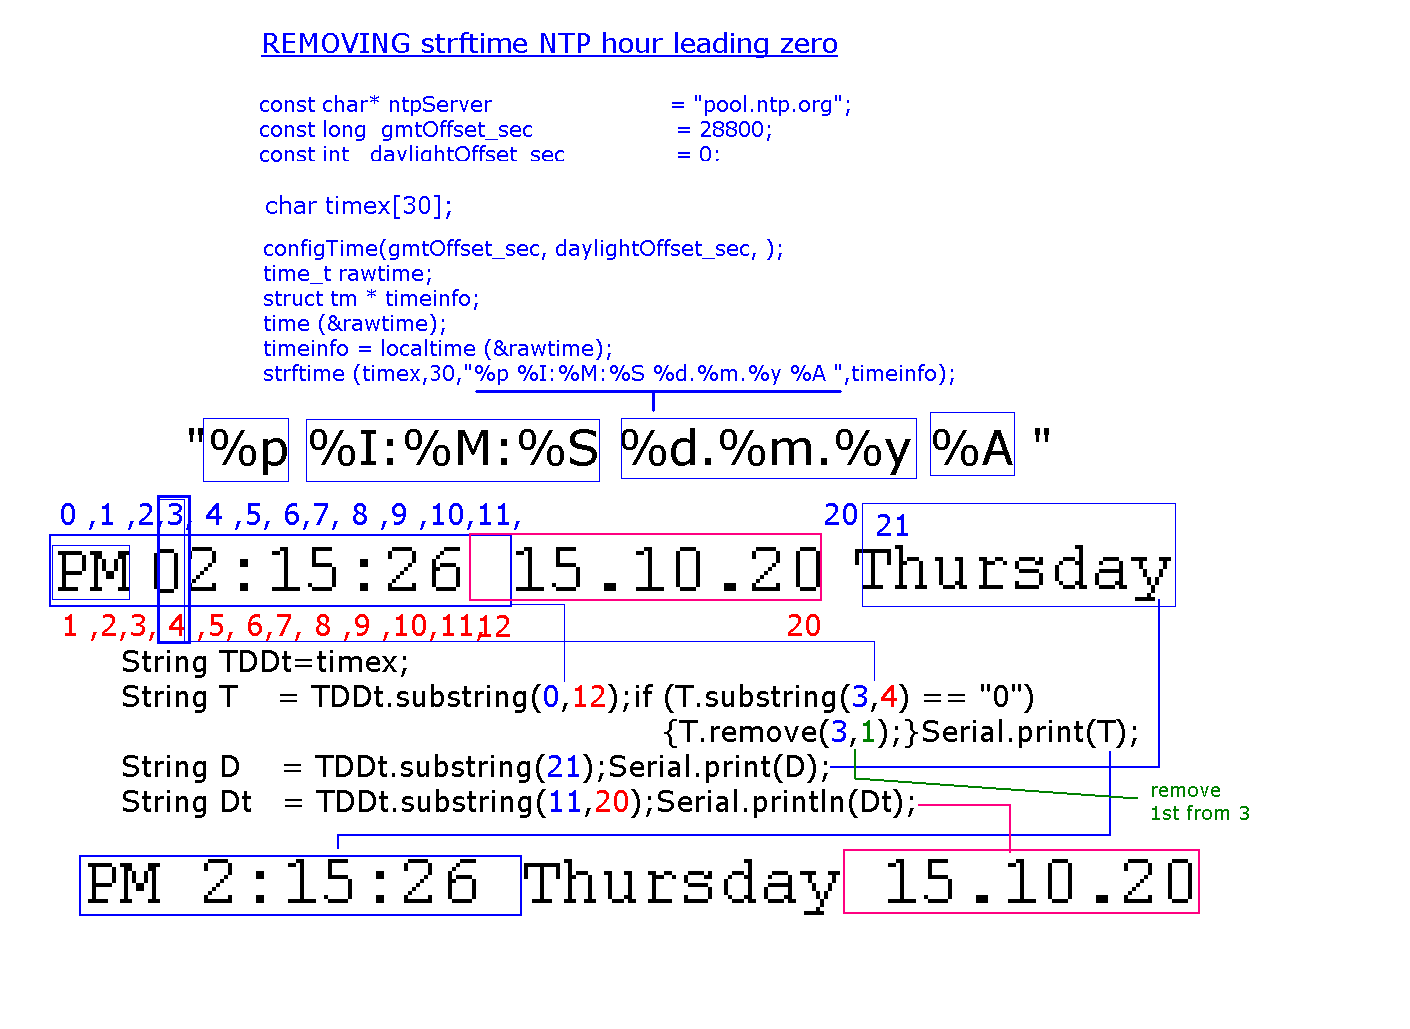 REMOVING strftime NTP hour leading zero
const char* ntpServer = "pool.ntp.org";
const long gmtOffset_sec = 28800;
const int daylightOffset_sec = 0;
char timex[30];
configTime(gmtOffset_sec, daylightOffset_sec, );
time_t rawtime;
struct tm * timeinfo;
time (&rawtime);
timeinfo = localtime (&rawtime);
strftime (timex,30,"%p %I:%M:%S %d.%m.%y %A ",timeinfo);
"%p %I:%M:%S %d.%m.%y %A "
0 ,1 ,2,3, 4 ,5, 6,7, 8 ,9 ,10,11, 20 21
PM 02:15:26 15.10.20 Thursday
1 ,2,3, 4 ,5, 6,7, 8 ,9 ,10,11,12 20
String TDDt=timex;
String T = TDDt.substring(0,12);if (T.substring(3,4) == "0")
{T.remove(3,1);}Serial.print(T);
String D = TDDt.substring(21);Serial.print(D);
String Dt = TDDt.substring(11,20);Serial.println(Dt);
remove
1st from 3
PM 2:15:26 Thursday 15.10.20